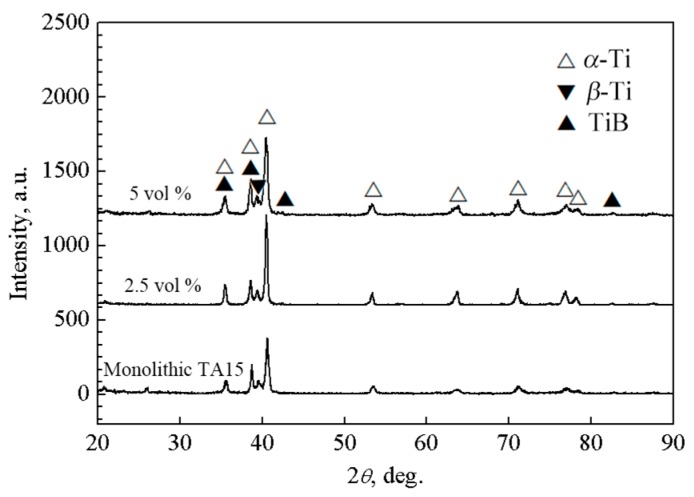 2500
2000
1500
1000
500
0
Intensity, a.u.
△ α-Ti
▼ β-Ti
▲ TiB
5 vol %
2.5 vol %
Monolithic TA15
20 30 40 50 60 70 80 90
2θ, deg.